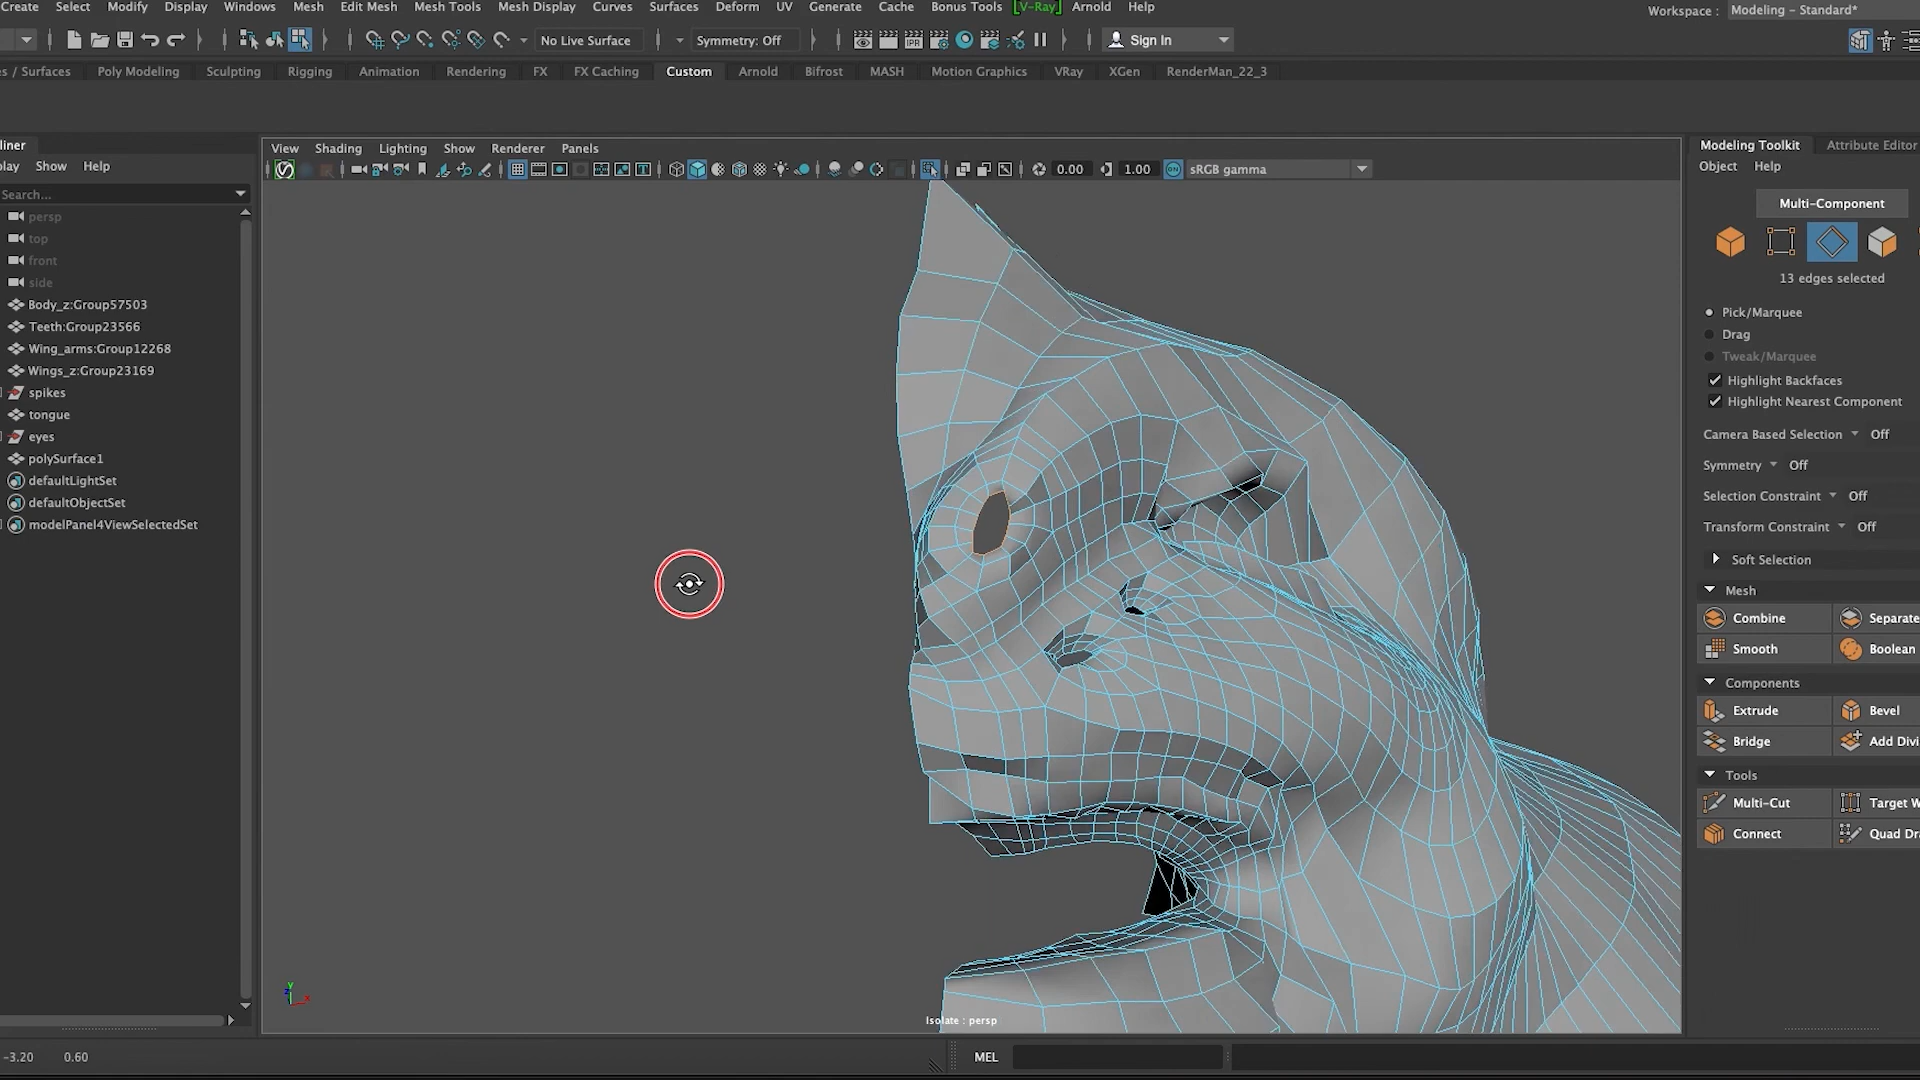 Create Select Modify Display Windows Mesh Edit Mesh Mesh Tools Mesh Display Curves Surfaces Deform UV Generate Cache Bonus Tools [V-Ray] Arnold Help
Workspace : Modeling - Standard*
No Live Surface Symmetry: Off IPR Sign In
s / Surfaces Poly Modeling Sculpting Rigging Animation Rendering FX FX Caching Custom Arnold Bifrost MASH Motion Graphics VRay XGen RenderMan_22_3
liner
play Show Help
Search...
persp
top
front
side
Body_z:Group57503
Teeth:Group23566
Wing_arms:Group12268
Wings_z:Group23169
spikes
tongue
eyes
polySurface1
defaultLightSet
defaultObjectSet
modelPanel4ViewSelectedSet
View Shading Lighting Show Renderer Panels
0.00 1.00 ON sRGB gamma
y
z x
Isolate : persp
Modeling Toolkit Attribute Editor
Object Help
Multi-Component
13 edges selected
Pick/Marquee
Drag
Tweak/Marquee
Highlight Backfaces
Highlight Nearest Component
Camera Based Selection Off
Symmetry Off
Selection Constraint Off
Transform Constraint Off
Soft Selection
Mesh
Combine Separate
Smooth Boolean
Components
Extrude Bevel
Bridge Add Divi
Tools
Multi-Cut Target W
Connect Quad Dra
-3.20 0.60
MEL